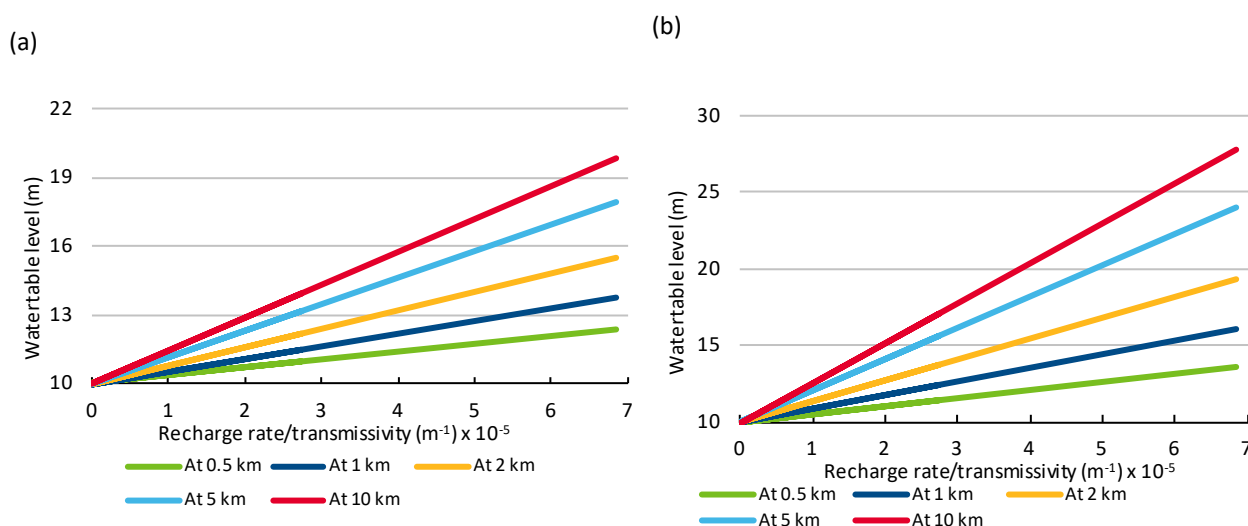 (a)
22
19
16
13
10
Watertable level (m)
0 1 2 3 4 5 6 7
Recharge rate/transmissivity (m⁻¹) x 10⁻⁵
At 0.5 km At 1 km At 2 km
At 5 km At 10 km
(b)
30
25
20
15
10
Watertable level (m)
0 1 2 3 4 5 6 7
Recharge rate/transmissivity (m⁻¹) x 10⁻⁵
At 0.5 km At 1 km At 2 km
At 5 km At 10 km